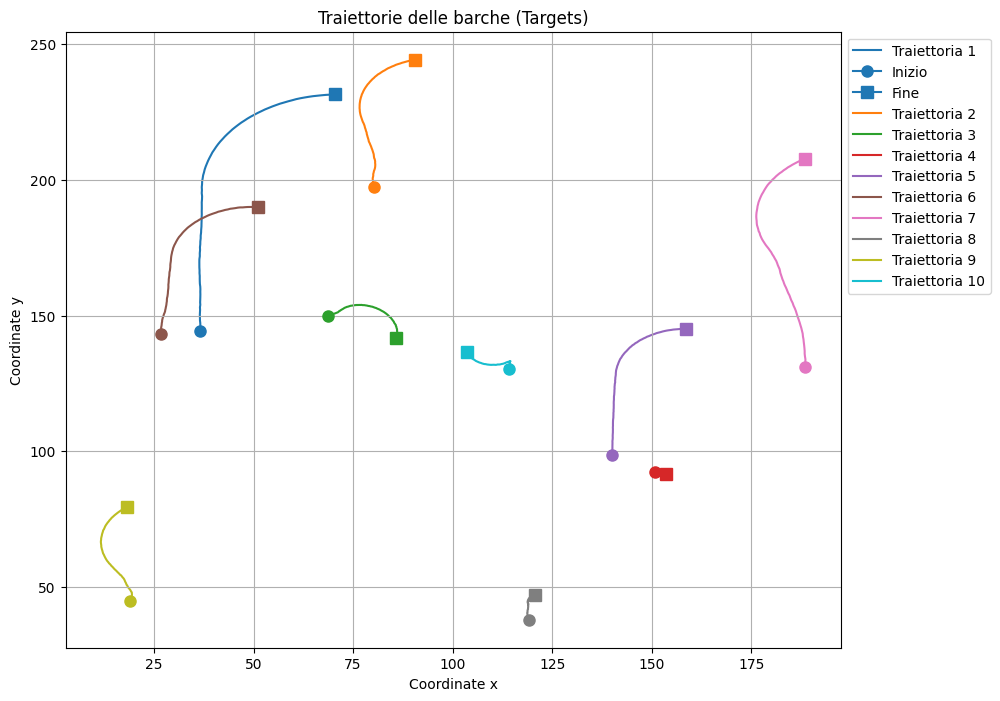 Traiettorie delle barche (Targets)
Coordinate y
250
200
150
100
50
25
50
75
100
125
150
175
Coordinate x
Traiettoria 1
Inizio
Fine
Traiettoria 2
Traiettoria 3
Traiettoria 4
Traiettoria 5
Traiettoria 6
Traiettoria 7
Traiettoria 8
Traiettoria 9
Traiettoria 10